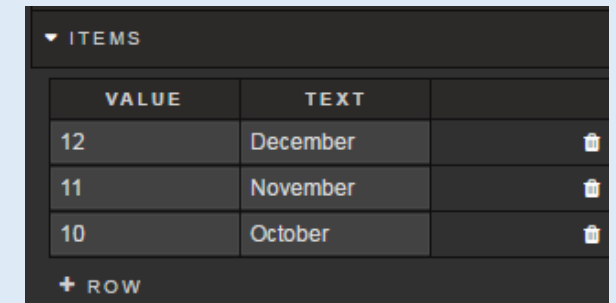 ITEMS
VALUE TEXT
12 December
11 November
10 October
+ ROW